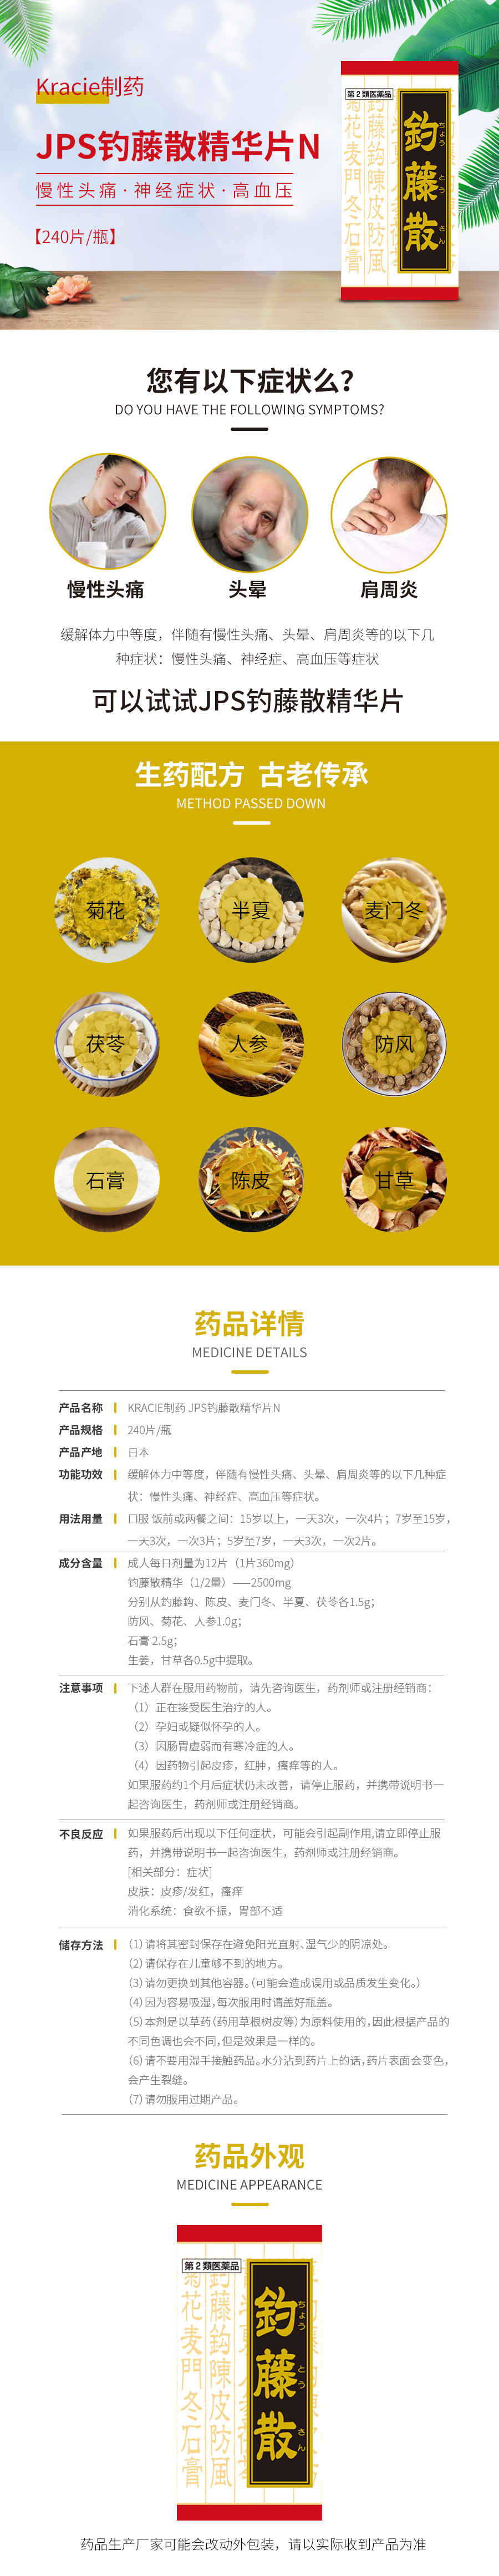 Kracie制药
JPS钓藤散精华片N
慢性头痛·神经症状·高血压
【240片/瓶】
第2類医薬品
釣藤散
ちょう とう さん
菊花麦門冬石膏
釣藤鈎陳皮防風
您有以下症状么？
DO YOU HAVE THE FOLLOWING SYMPTOMS?
慢性头痛
头晕
肩周炎
缓解体力中等度，伴随有慢性头痛、头晕、肩周炎等的以下几
种症状：慢性头痛、神经症、高血压等症状
可以试试JPS钓藤散精华片
生药配方 古老传承
METHOD PASSED DOWN
菊花
半夏
麦门冬
茯苓
人参
防风
石膏
陈皮
甘草
药品详情
MEDICINE DETAILS
产品名称 KRACIE制药 JPS钓藤散精华片N
产品规格 240片/瓶
产品产地 日本
功能功效 缓解体力中等度，伴随有慢性头痛、头晕、肩周炎等的以下几种症
状：慢性头痛、神经症、高血压等症状。
用法用量 口服 饭前或两餐之间：15岁以上，一天3次，一次4片；7岁至15岁，
一天3次，一次3片；5岁至7岁，一天3次，一次2片。
成分含量 成人每日剂量为12片（1片360mg）
钓藤散精华（1/2量）——2500mg
分别从釣藤鈎、陈皮、麦门冬、半夏、茯苓各1.5g；
防风、菊花、人参1.0g；
石膏 2.5g；
生姜，甘草各0.5g中提取。
注意事项 下述人群在服用药物前，请先咨询医生，药剂师或注册经销商：
（1）正在接受医生治疗的人。
（2）孕妇或疑似怀孕的人。
（3）因肠胃虚弱而有寒冷症的人。
（4）因药物引起皮疹，红肿，瘙痒等的人。
如果服药约1个月后症状仍未改善，请停止服药，并携带说明书一
起咨询医生，药剂师或注册经销商。
不良反应 如果服药后出现以下任何症状，可能会引起副作用,请立即停止服
药，并携带说明书一起咨询医生，药剂师或注册经销商。
[相关部分：症状]
皮肤：皮疹/发红，瘙痒
消化系统：食欲不振，胃部不适
储存方法 （1）请将其密封保存在避免阳光直射、湿气少的阴凉处。
（2）请保存在儿童够不到的地方。
（3）请勿更换到其他容器。（可能会造成误用或品质发生变化。）
（4）因为容易吸湿，每次服用时请盖好瓶盖。
（5）本剂是以草药（药用草根树皮等）为原料使用的，因此根据产品的
不同色调也会不同，但是效果是一样的。
（6）请不要用湿手接触药品。水分沾到药片上的话，药片表面会变色，
会产生裂缝。
（7）请勿服用过期产品。
药品外观
MEDICINE APPEARANCE
第2類医薬品
釣藤散
ちょう とう さん
菊花麦門冬石膏
釣藤鈎陳皮防風
药品生产厂家可能会改动外包装，请以实际收到产品为准